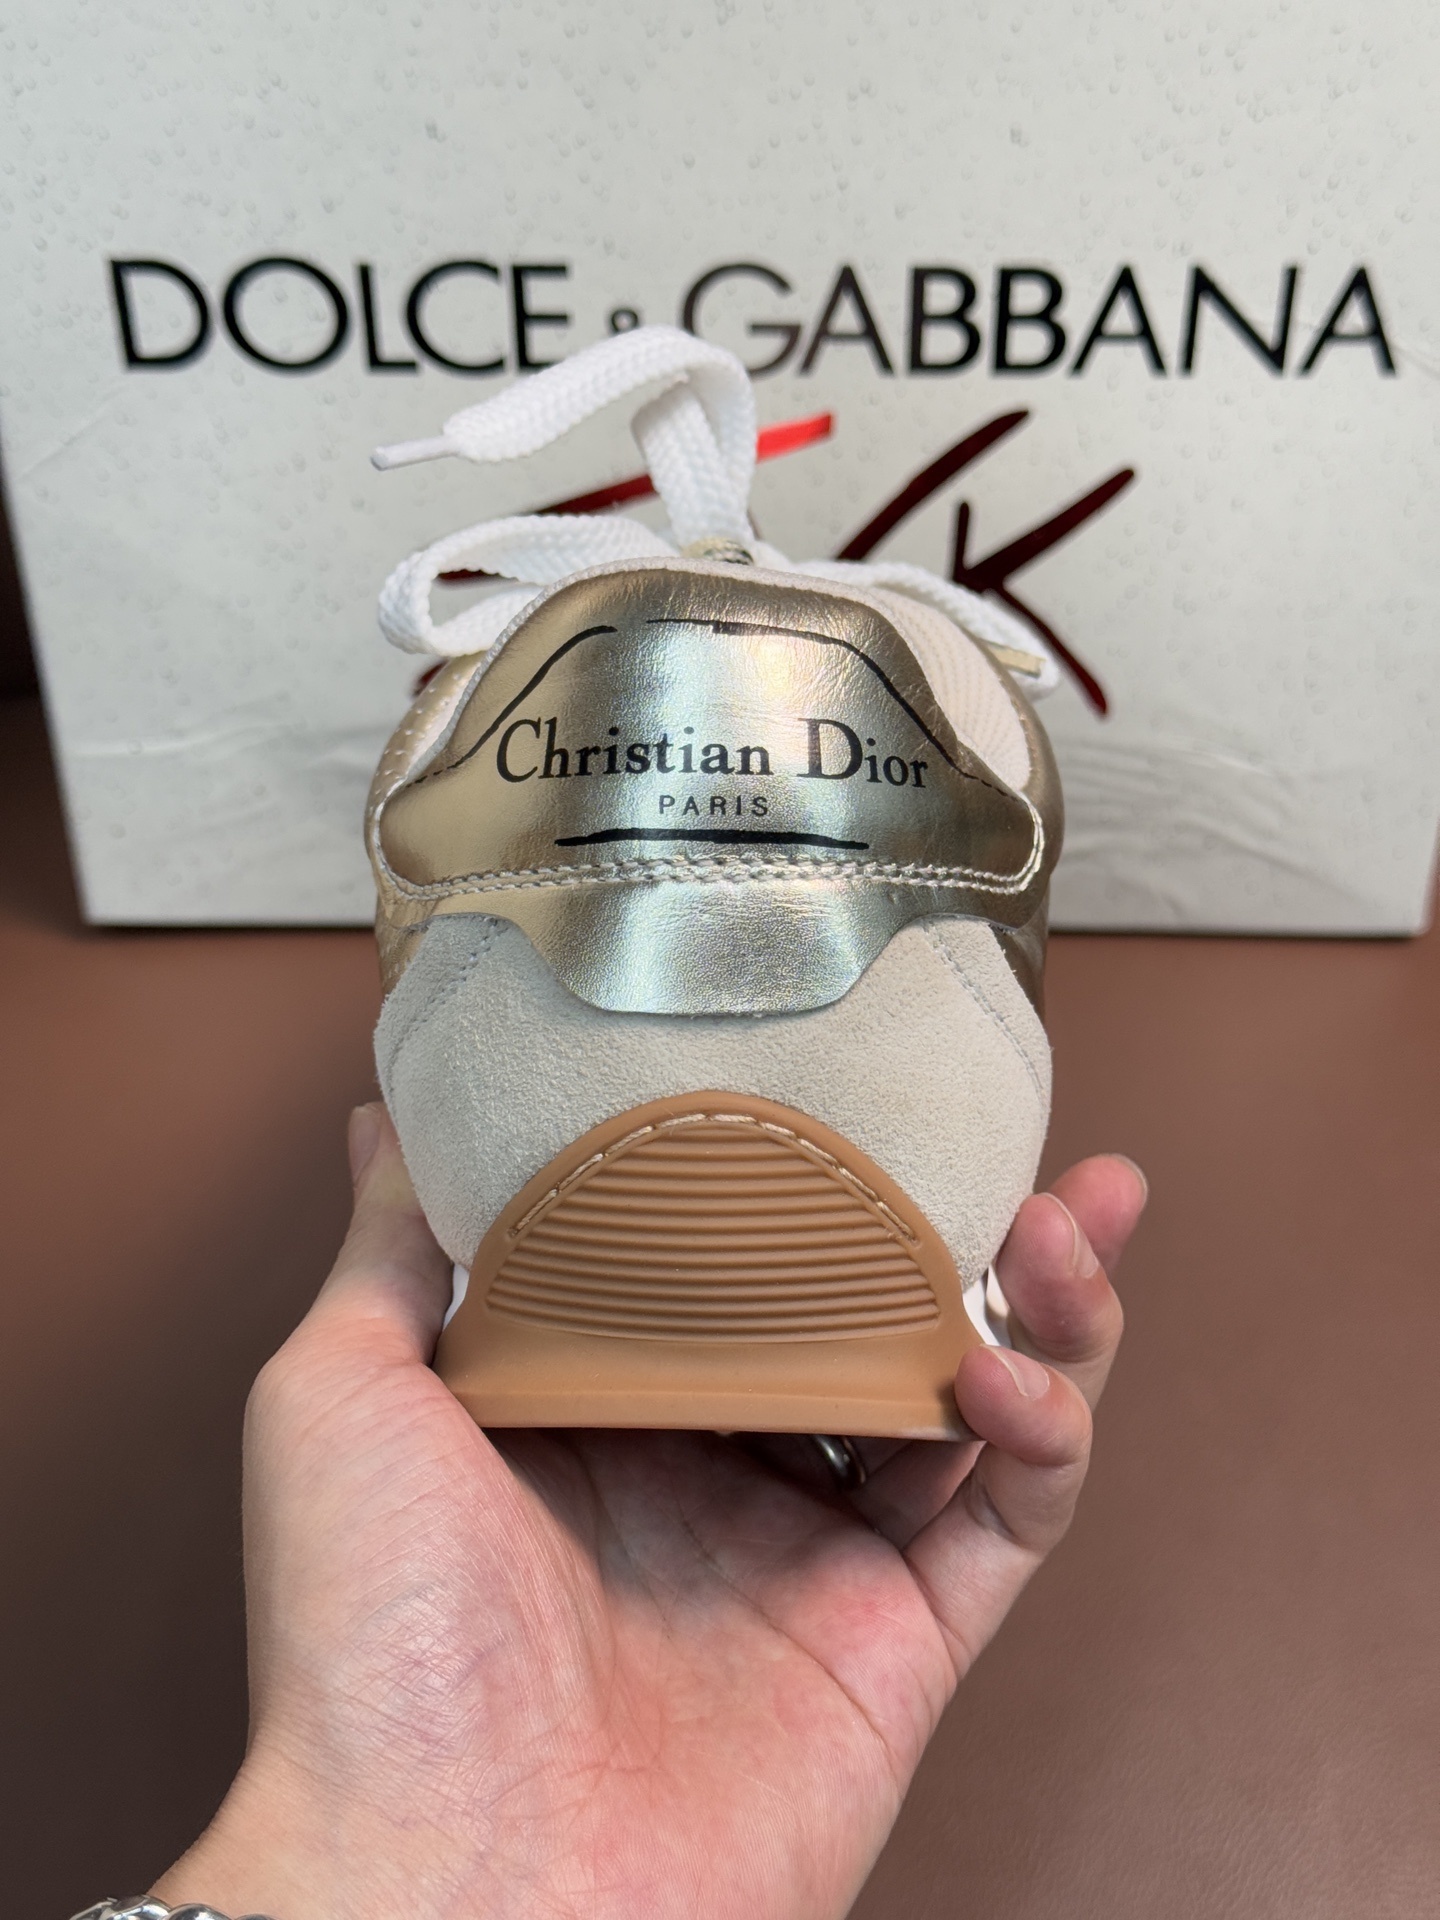 DOLCE & GABBANA
Christian Dior
PARIS